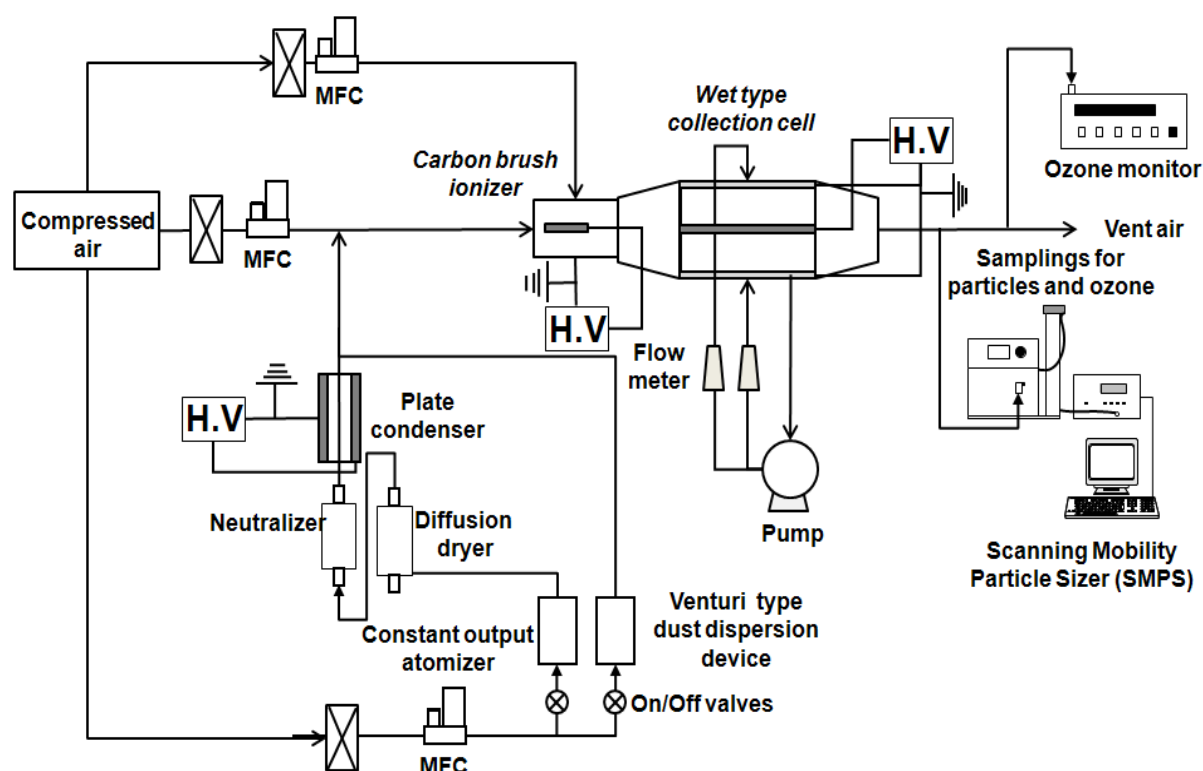 MFC
Wet type
collection cell
H.V
Ozone monitor
Carbon brush
ionizer
Compressed
air
MFC
Vent air
Samplings for
particles and ozone
H.V
Flow
meter
H.V
Plate
condenser
Neutralizer
Diffusion
dryer
Pump
Scanning Mobility
Particle Sizer (SMPS)
Constant output
atomizer
Venturi type
dust dispersion
device
On/Off valves
MFC